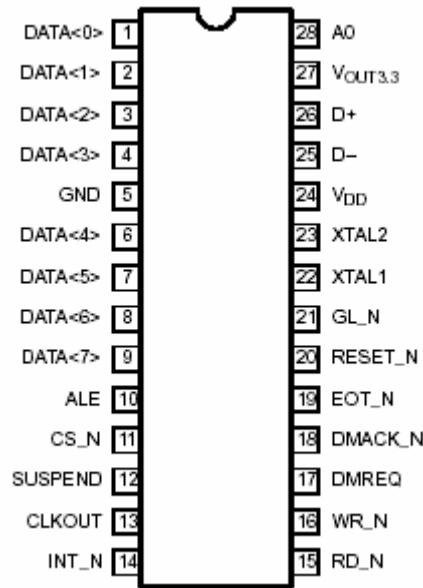 DATA<0> 1 28 A0
DATA<1> 2 27 VOUT3.3
DATA<2> 3 26 D+
DATA<3> 4 25 D−
GND 5 24 VDD
DATA<4> 6 23 XTAL2
DATA<5> 7 22 XTAL1
DATA<6> 8 21 GL_N
DATA<7> 9 20 RESET_N
ALE 10 19 EOT_N
CS_N 11 18 DMACK_N
SUSPEND 12 17 DMREQ
CLKOUT 13 16 WR_N
INT_N 14 15 RD_N